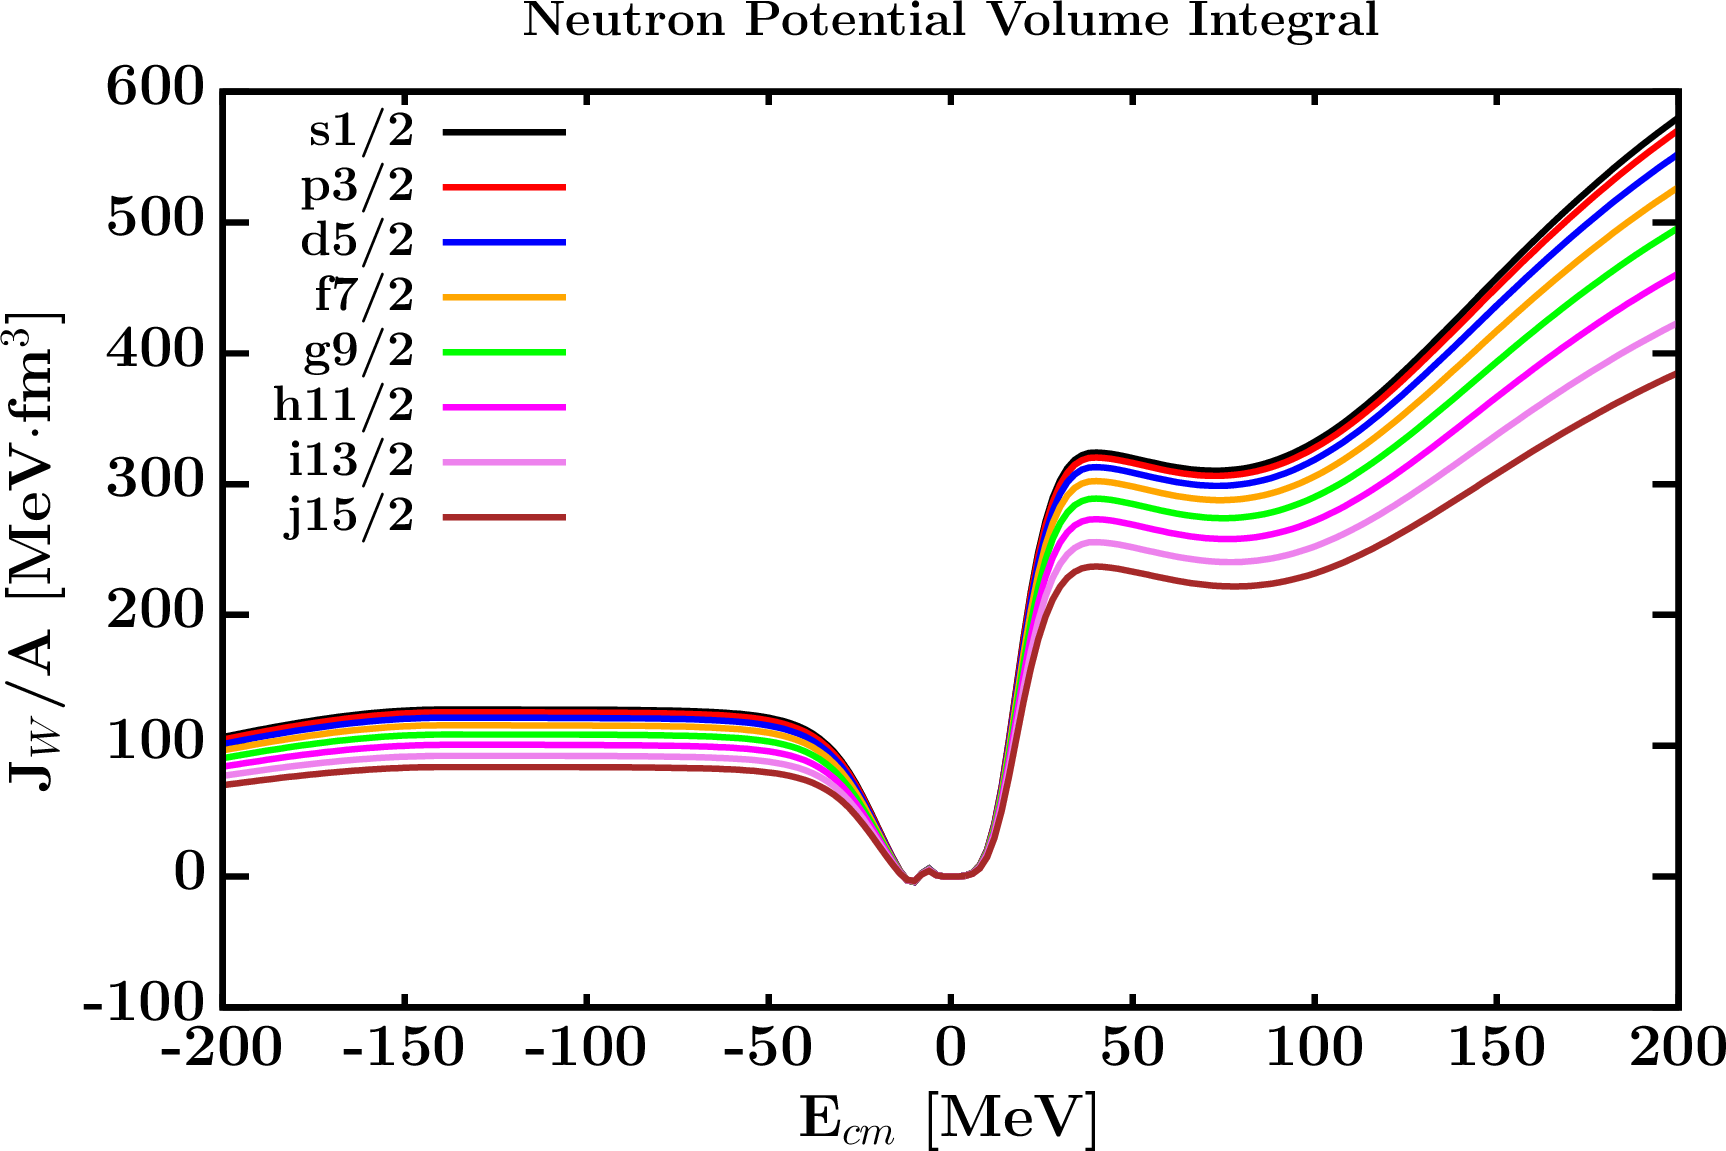 Neutron Potential Volume Integral
J_W/A [MeV·fm³]
600
500
400
300
200
100
0
-100
s1/2
p3/2
d5/2
f7/2
g9/2
h11/2
i13/2
j15/2
-200 -150 -100 -50 0 50 100 150 200
E_cm [MeV]